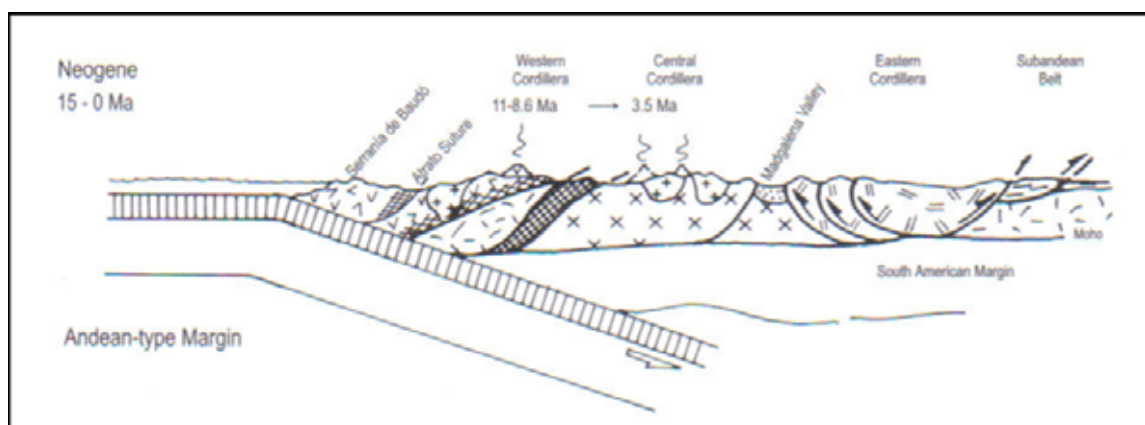 Neogene
15 - 0 Ma
Western
Cordillera
11-8.6 Ma
Central
Cordillera
3.5 Ma
Eastern
Cordillera
Subandean
Belt
Serranía de Baudó
Atrato Suture
Madgalena Valley
Moho
South American Margin
Andean-type Margin